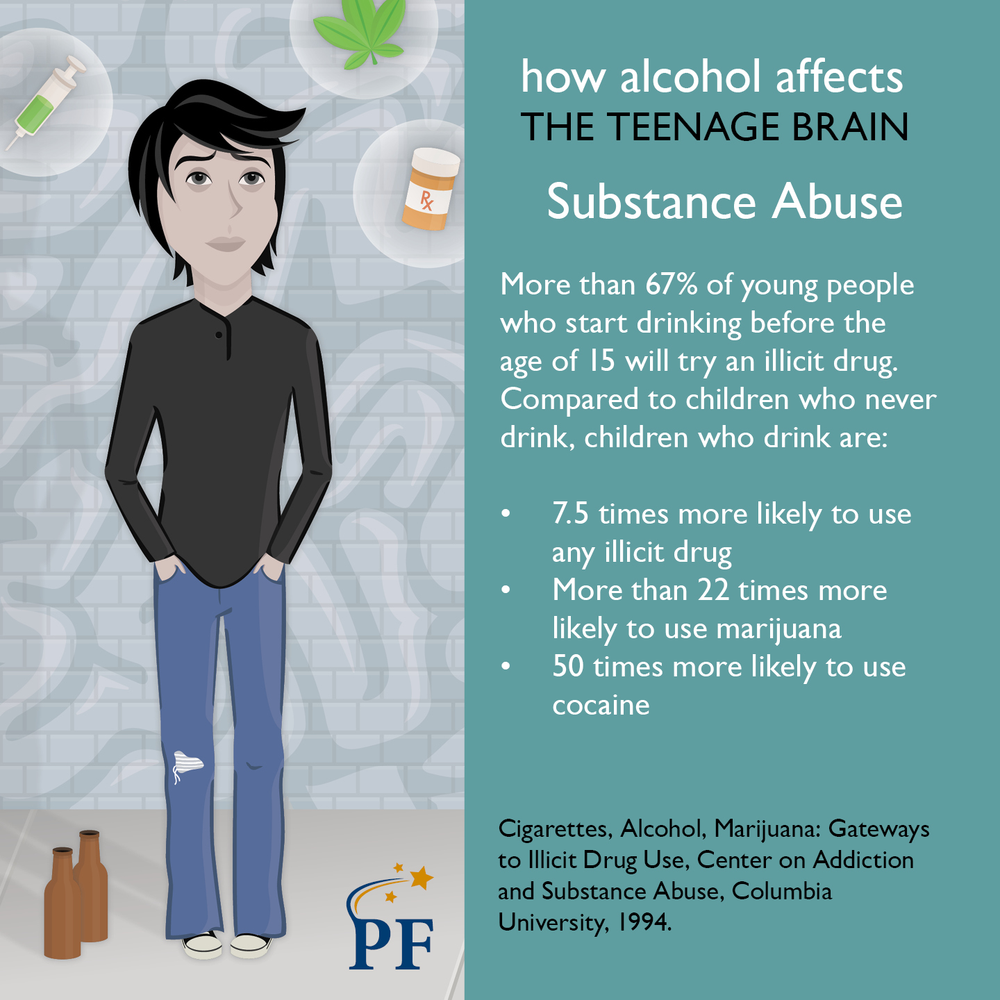 how alcohol affects
THE TEENAGE BRAIN
Substance Abuse
More than 67% of young people
who start drinking before the
age of 15 will try an illicit drug.
Compared to children who never
drink, children who drink are:
• 7.5 times more likely to use
any illicit drug
• More than 22 times more
likely to use marijuana
• 50 times more likely to use
cocaine
Cigarettes, Alcohol, Marijuana: Gateways
to Illicit Drug Use, Center on Addiction
and Substance Abuse, Columbia
University, 1994.
Rx
PF